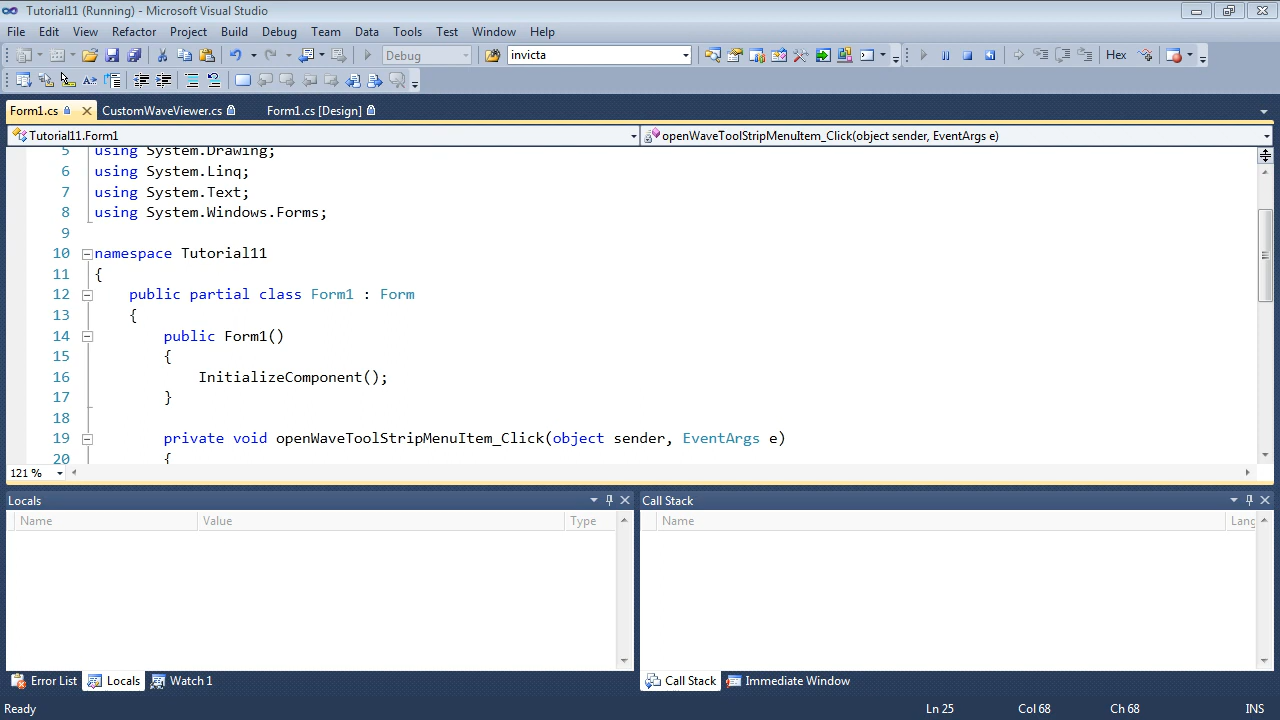 Tutorial11 (Running) - Microsoft Visual Studio
File Edit View Refactor Project Build Debug Team Data Tools Test Window Help
Debug invicta Hex
Form1.cs CustomWaveViewer.cs Form1.cs [Design]
Tutorial11.Form1 openWaveToolStripMenuItem_Click(object sender, EventArgs e)
5 using System.Drawing;
6 using System.Linq;
7 using System.Text;
8 using System.Windows.Forms;
9
10 namespace Tutorial11
11 {
12 public partial class Form1 : Form
13 {
14 public Form1()
15 {
16 InitializeComponent();
17 }
18
19 private void openWaveToolStripMenuItem_Click(object sender, EventArgs e)
20 {
121 %
Locals Call Stack
Name Value Type Name Lang
Error List Locals Watch 1 Call Stack Immediate Window
Ready Ln 25 Col 68 Ch 68 INS